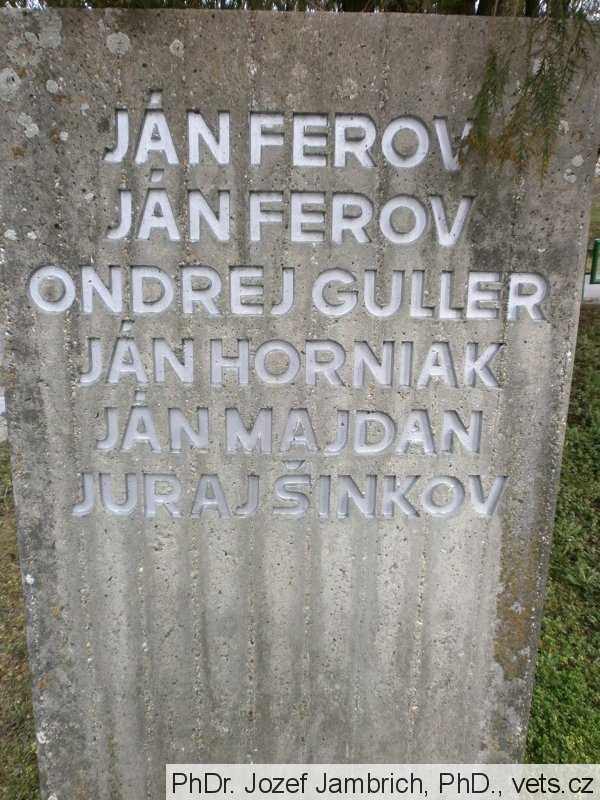 JÁN FEROV
JÁN FEROV
ONDREJ GULLER
JÁN HORNIAK
JÁN MAJDAN
JURAJ ŠINKOV
PhDr. Jozef Jambrich, PhD., vets.cz